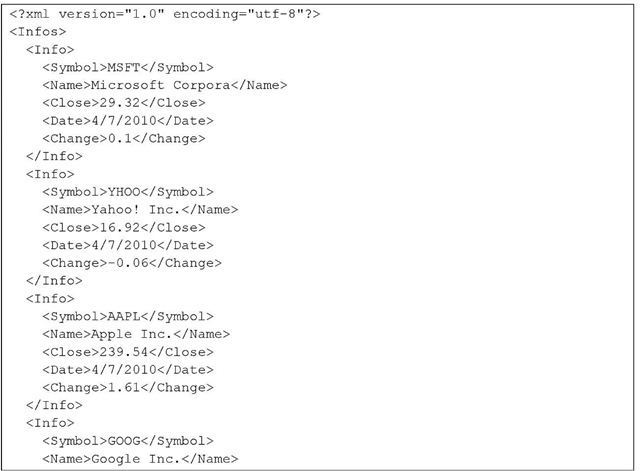 <?xml version="1.0" encoding="utf-8"?>
<Infos>
<Info>
<Symbol>MSFT</Symbol>
<Name>Microsoft Corpora</Name>
<Close>29.32</Close>
<Date>4/7/2010</Date>
<Change>0.1</Change>
</Info>
<Info>
<Symbol>YHOO</Symbol>
<Name>Yahoo! Inc.</Name>
<Close>16.92</Close>
<Date>4/7/2010</Date>
<Change>-0.06</Change>
</Info>
<Info>
<Symbol>AAPL</Symbol>
<Name>Apple Inc.</Name>
<Close>239.54</Close>
<Date>4/7/2010</Date>
<Change>1.61</Change>
</Info>
<Info>
<Symbol>GOOG</Symbol>
<Name>Google Inc.</Name>